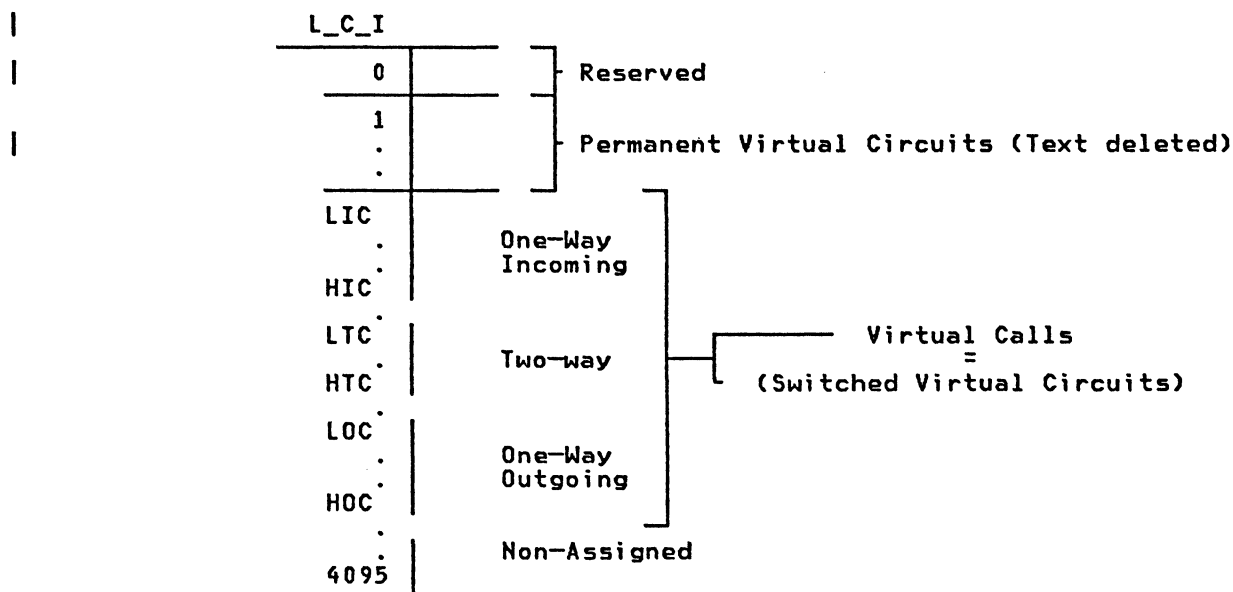 L_C_I
0 Reserved
1
.
Permanent Virtual Circuits (Text deleted)
.
LIC
.
One-Way
Incoming
.
HIC
.
LTC
.
Two-way
HTC
.
LOC
.
One-Way
Outgoing
.
HOC
.
.
Non-Assigned
4095
Virtual Calls
=
(Switched Virtual Circuits)